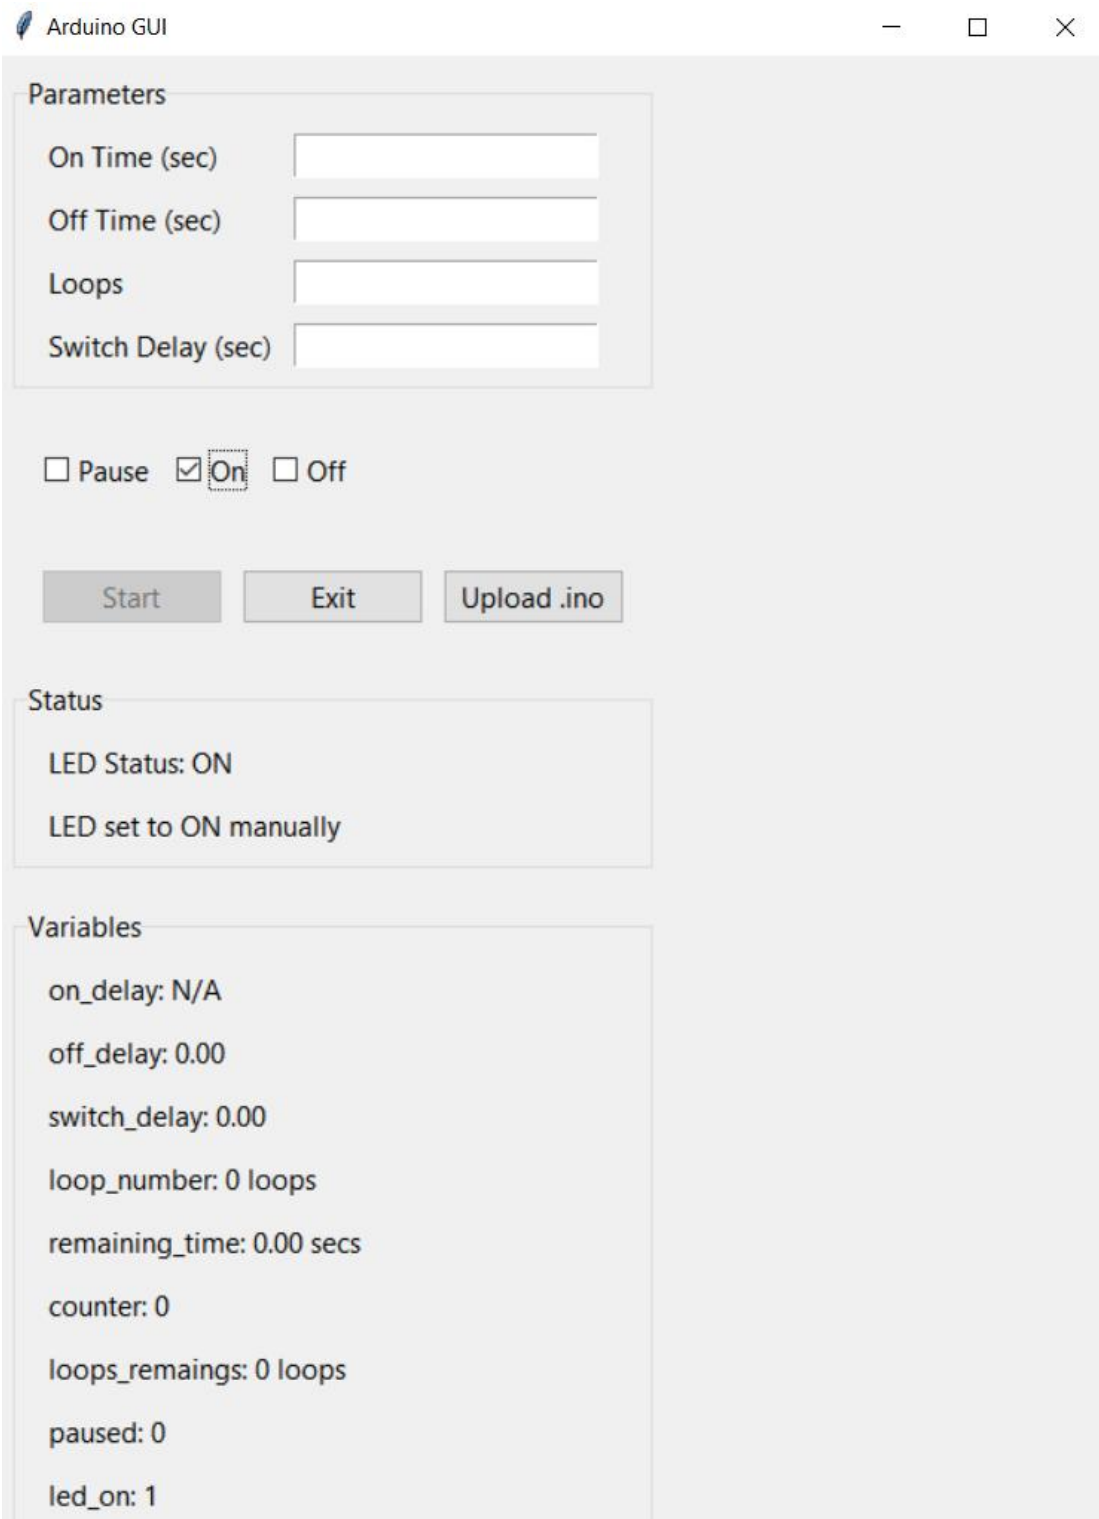 Arduino GUI
Parameters
On Time (sec)
Off Time (sec)
Loops
Switch Delay (sec)
Pause On Off
Start Exit Upload .ino
Status
LED Status: ON
LED set to ON manually
Variables
on_delay: N/A
off_delay: 0.00
switch_delay: 0.00
loop_number: 0 loops
remaining_time: 0.00 secs
counter: 0
loops_remaings: 0 loops
paused: 0
led_on: 1